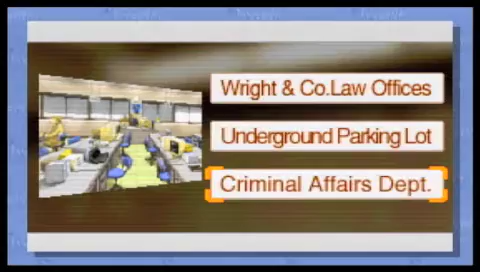 Wright & Co.Law Offices
Underground Parking Lot
Criminal Affairs Dept.